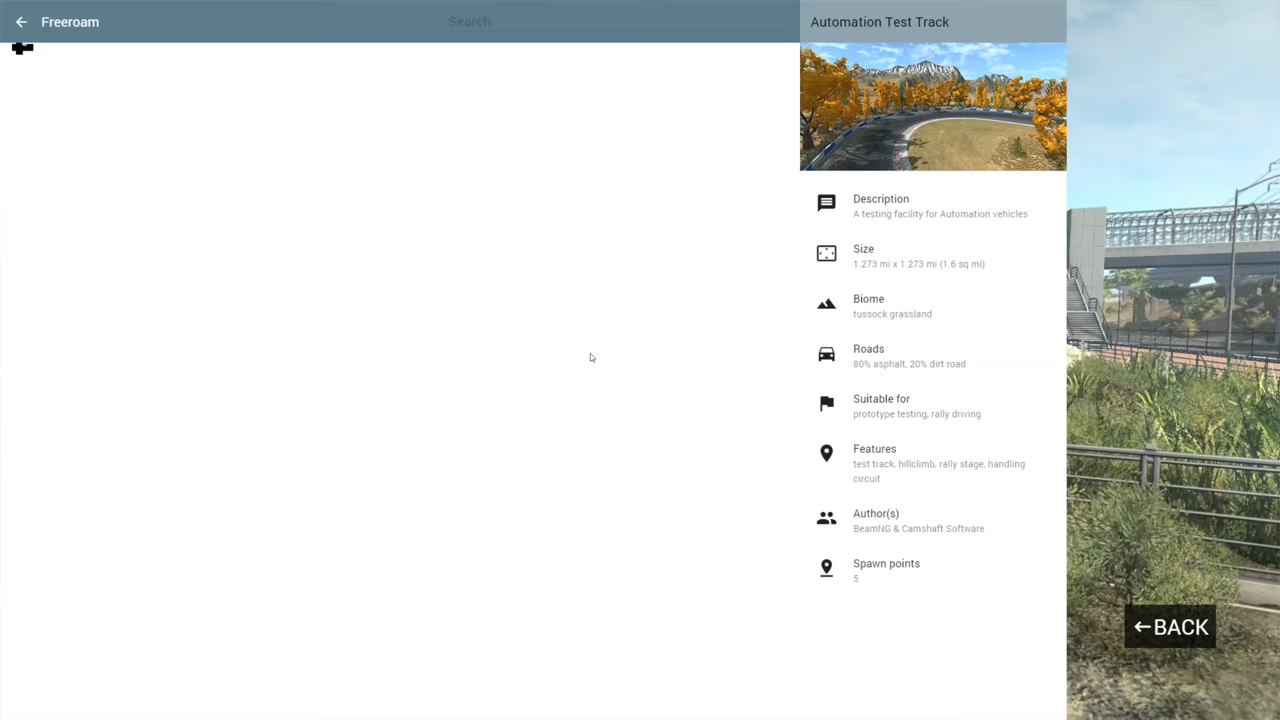 Freeroam
Search
Automation Test Track
Description
A testing facility for Automation vehicles
Size
1.273 mi x 1.273 mi (1.6 sq mi)
Biome
tussock grassland
Roads
80% asphalt, 20% dirt road
Suitable for
prototype testing, rally driving
Features
test track, hillclimb, rally stage, handling
circuit
Author(s)
BeamNG & Camshaft Software
Spawn points
5
←BACK